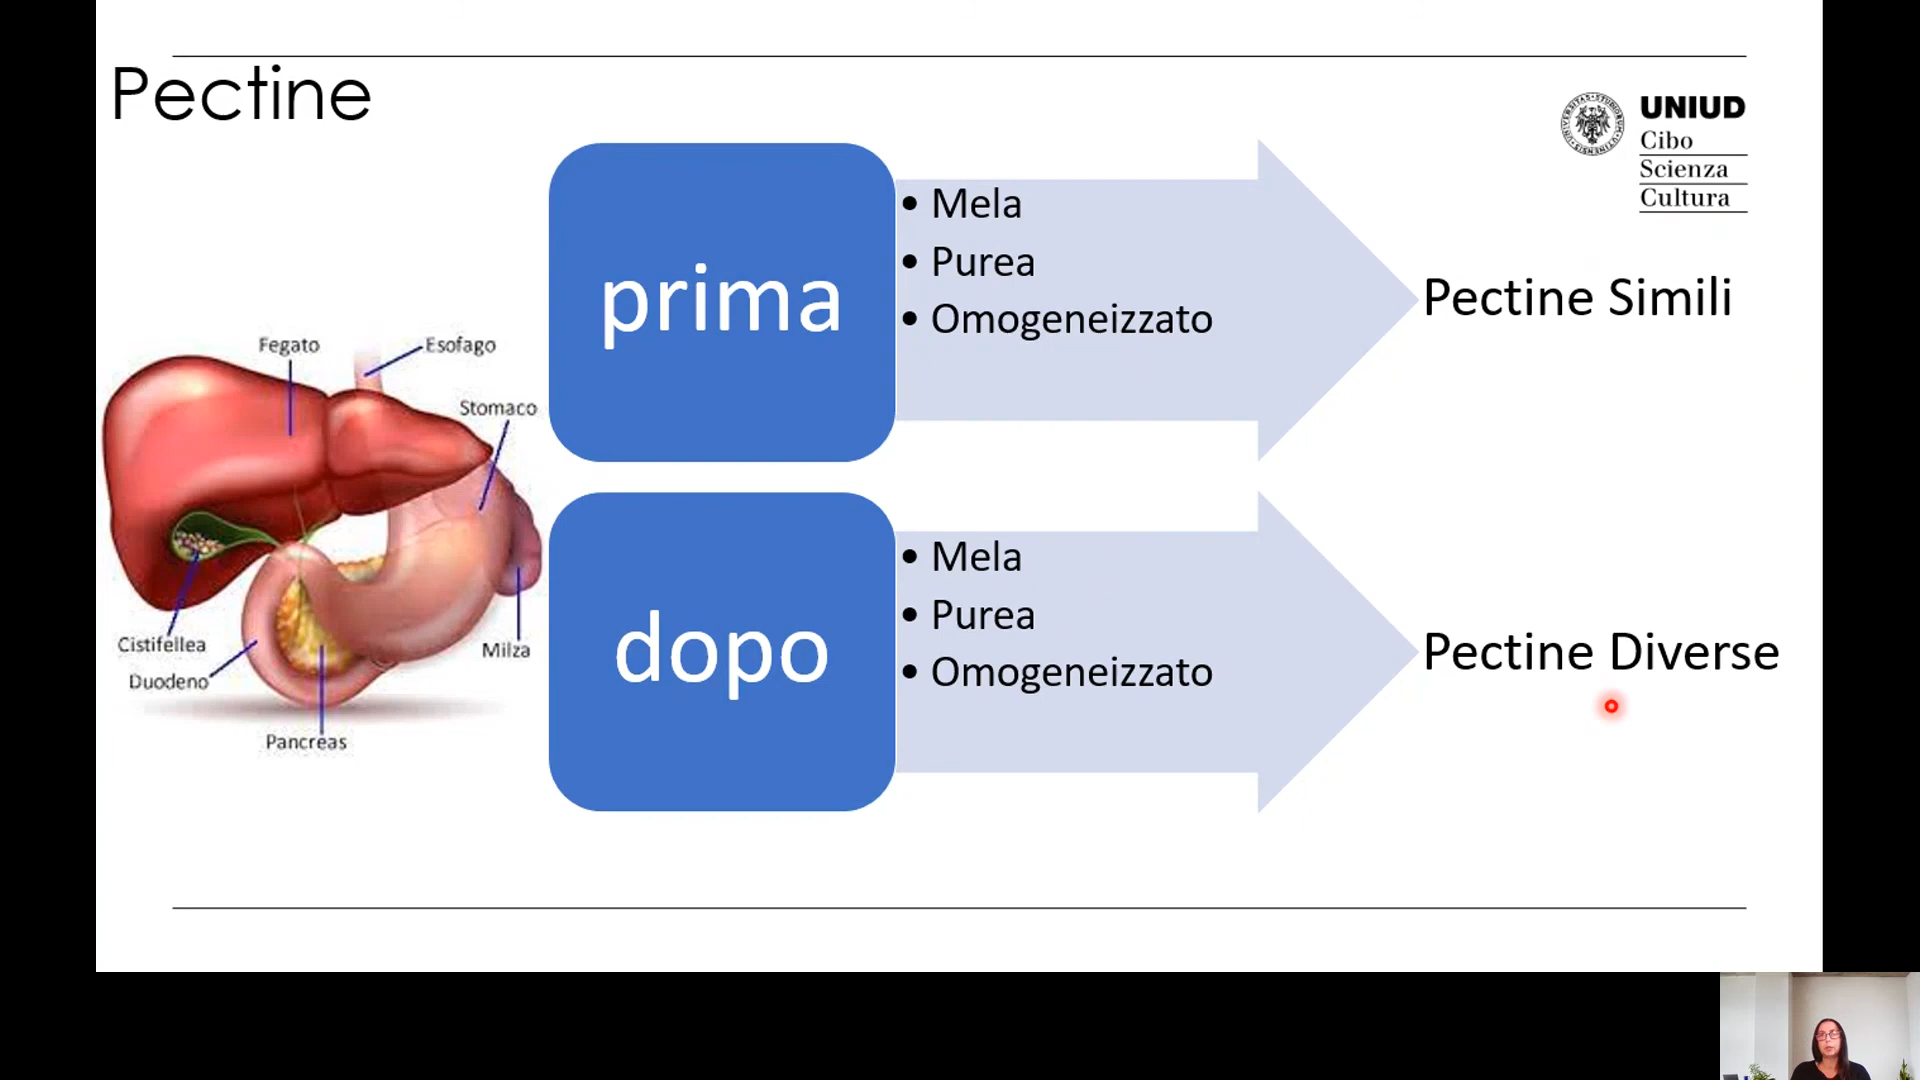 Pectine
UNIUD
Cibo
Scienza
Cultura
prima
• Mela
• Purea
• Omogeneizzato
Pectine Simili
dopo
• Mela
• Purea
• Omogeneizzato
Pectine Diverse
Fegato
Esofago
Stomaco
Cistifellea
Duodeno
Milza
Pancreas